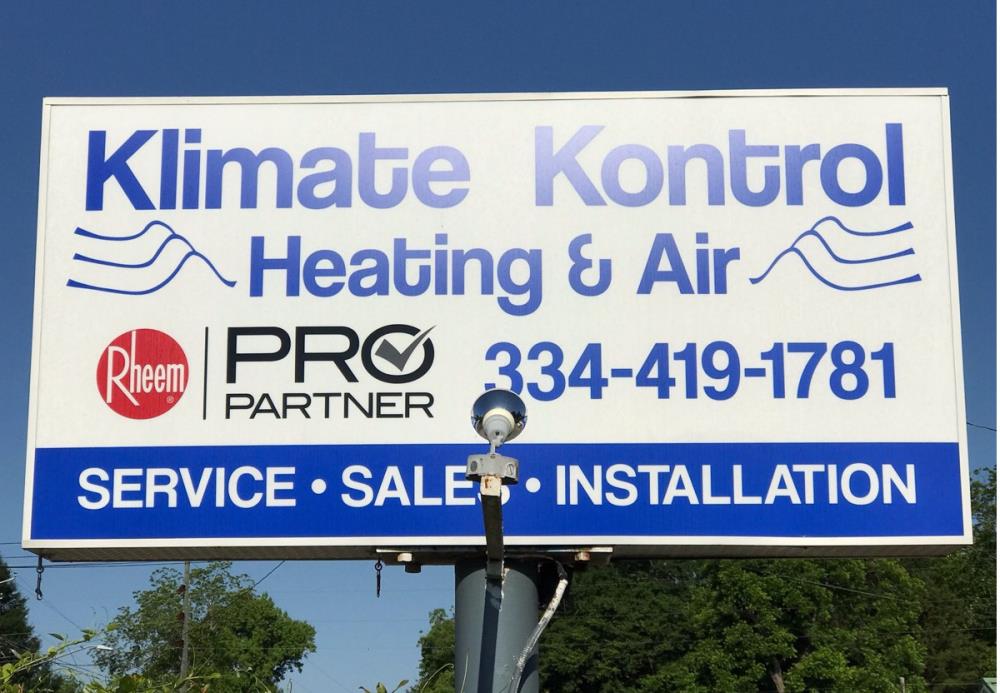 Klimate Kontrol
Heating & Air
Rheem ®
PRO
PARTNER
334-419-1781
SERVICE • SALES • INSTALLATION